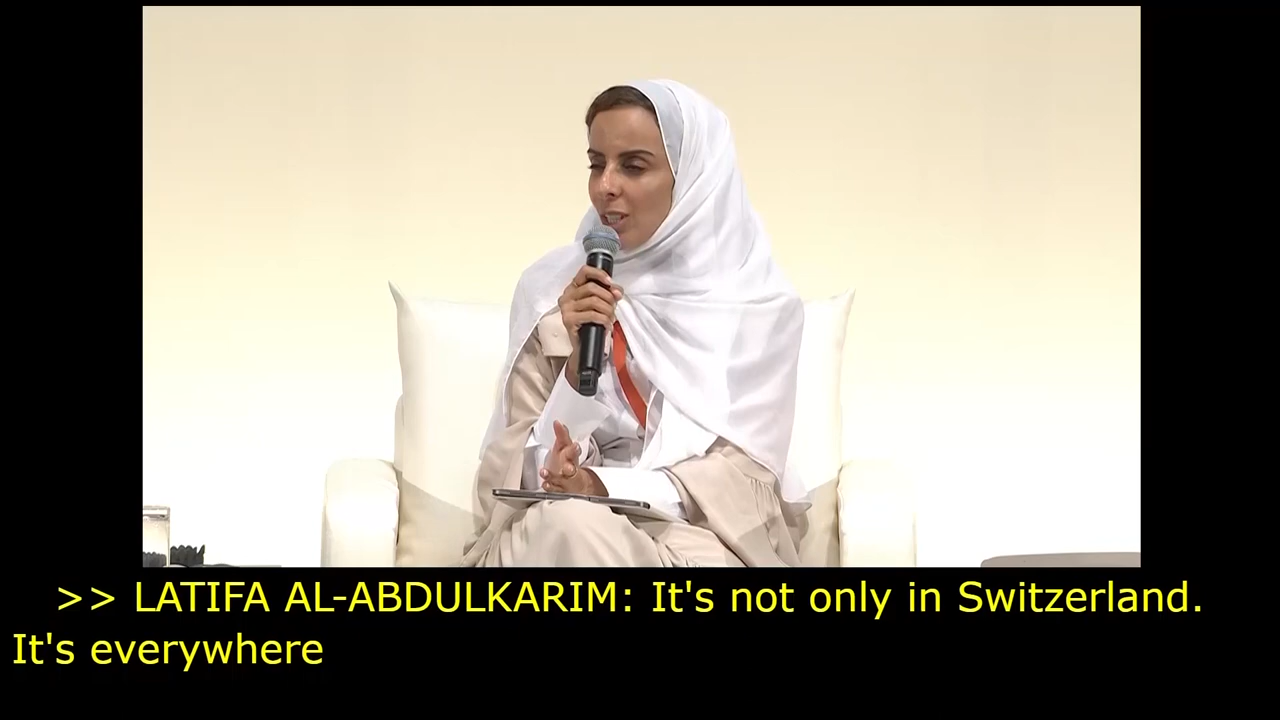 >> LATIFA AL-ABDULKARIM: It's not only in Switzerland.
It's everywhere